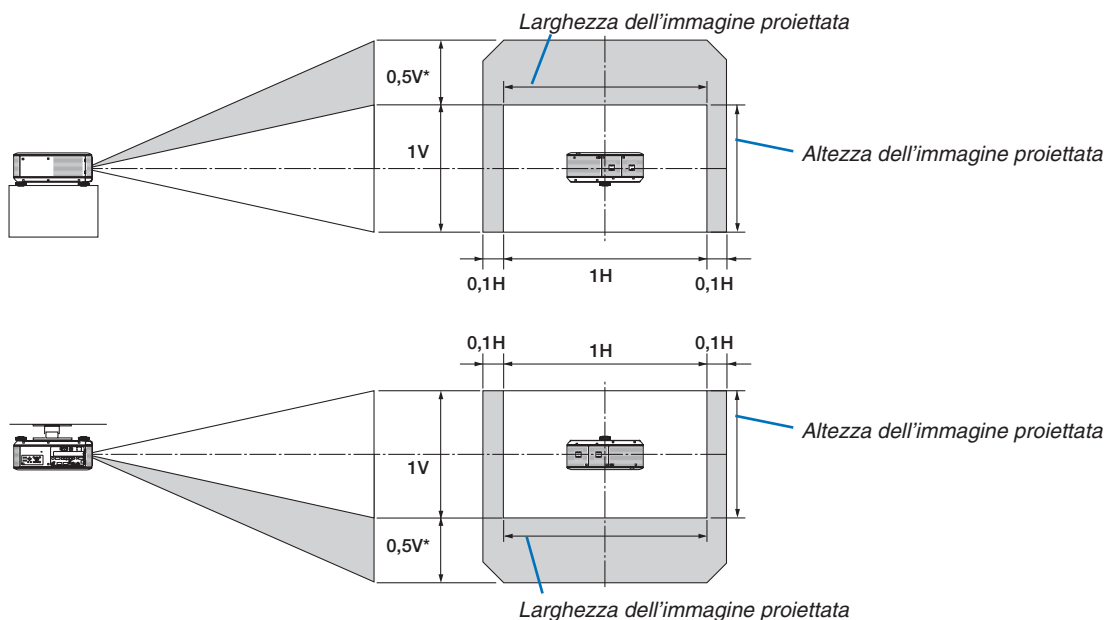 Larghezza dell'immagine proiettata
0,5V*
1V
Altezza dell'immagine proiettata
0,1H 1H 0,1H
0,1H 1H 0,1H
Altezza dell'immagine proiettata
1V
0,5V*
Larghezza dell'immagine proiettata